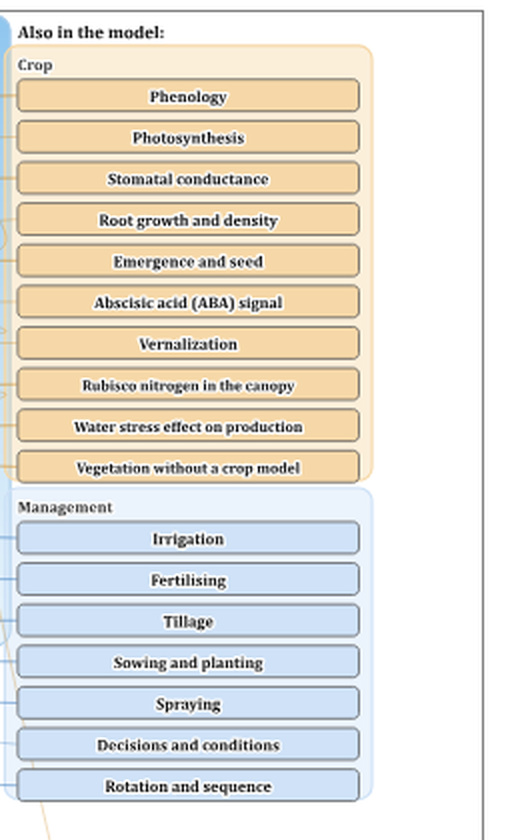 Also in the model:
Crop
Phenology
Photosynthesis
Stomatal conductance
Root growth and density
Emergence and seed
Abscisic acid (ABA) signal
Vernalization
Rubisco nitrogen in the canopy
Water stress effect on production
Vegetation without a crop model
Management
Irrigation
Fertilising
Tillage
Sowing and planting
Spraying
Decisions and conditions
Rotation and sequence